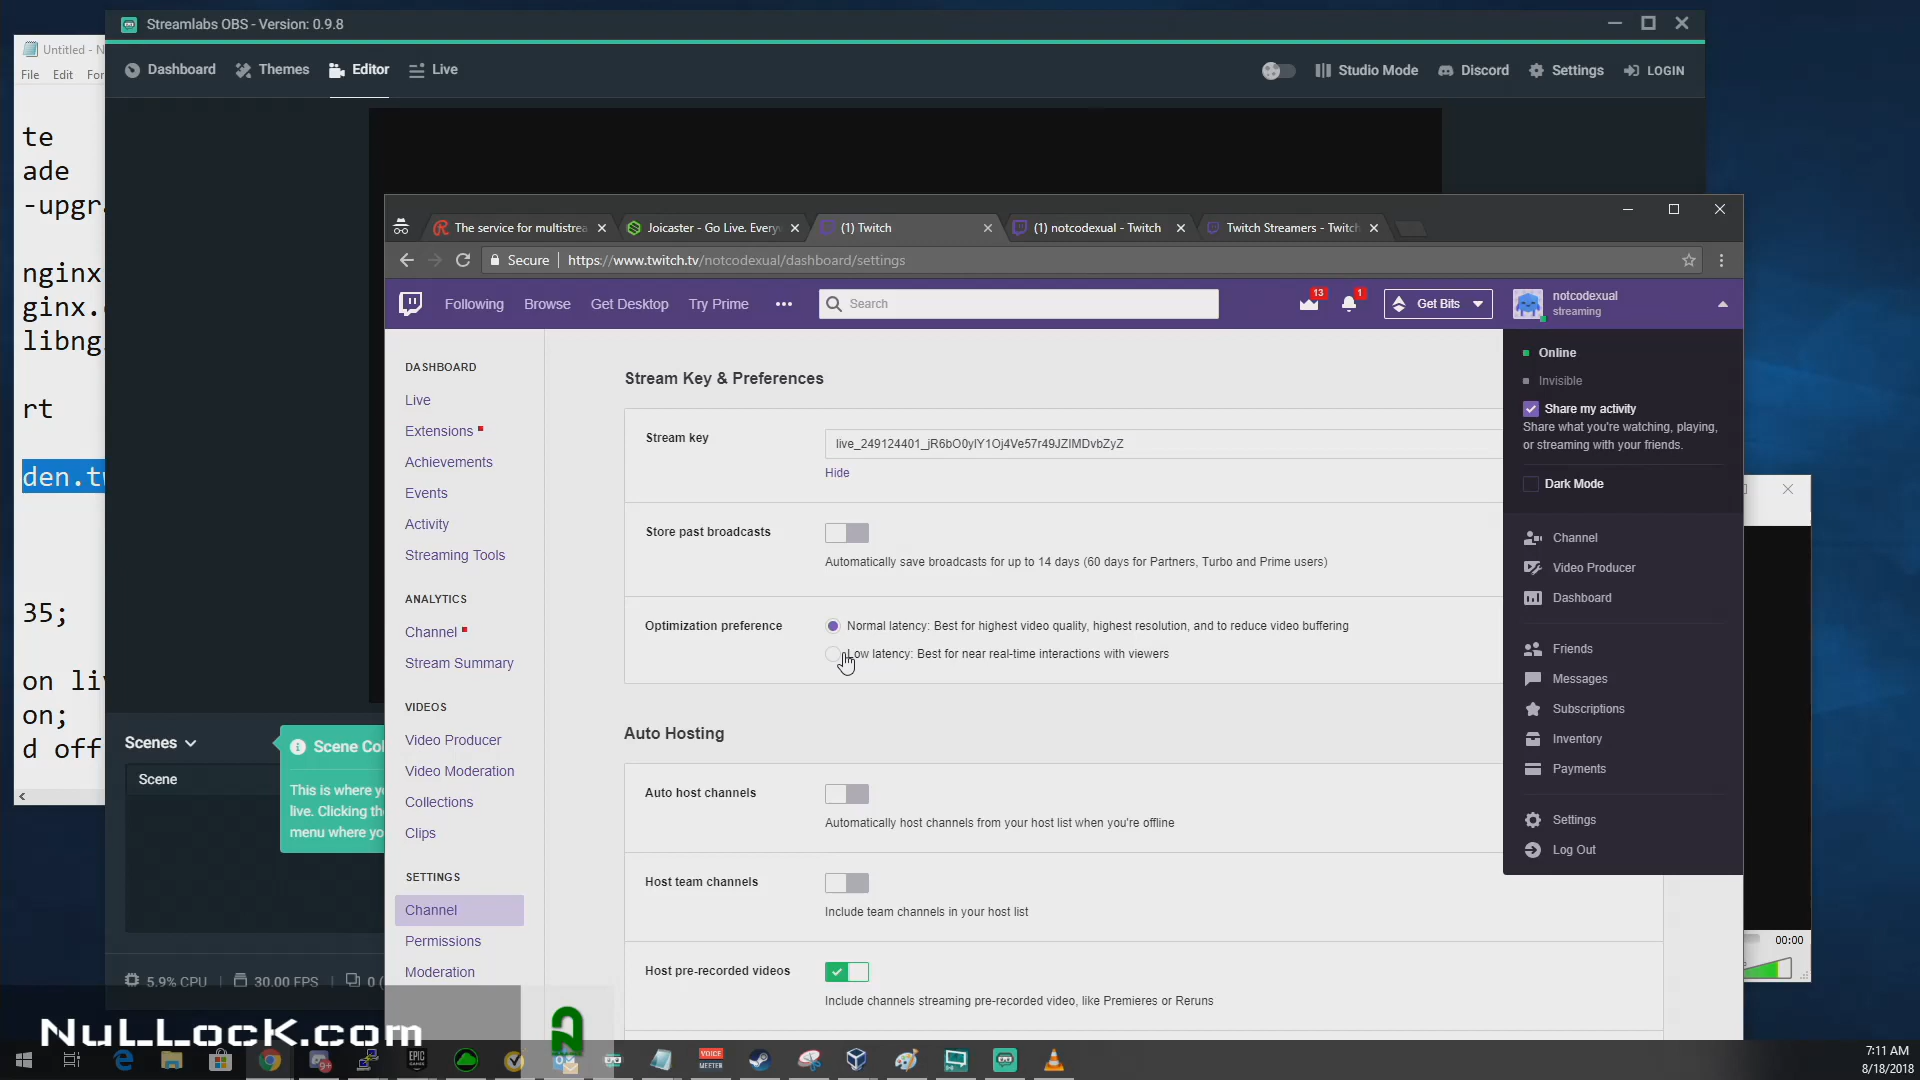 Streamlabs OBS - Version: 0.9.8
Untitled - N
File Edit For
Dashboard Themes Editor Live
Studio Mode Discord Settings LOGIN
te
ade
-upgr
nginx
ginx.
libng
rt
den.tw
35;
on li
on;
d off
The service for multistrea
Joicaster - Go Live. Every
(1) Twitch
(1) notcodexual - Twitch
Twitch Streamers - Twitch
Secure
https://www.twitch.tv/notcodexual/dashboard/settings
Following Browse Get Desktop Try Prime
Search
13
1
Get Bits
notcodexual
streaming
DASHBOARD
Live
Extensions
Achievements
Events
Activity
Streaming Tools
ANALYTICS
Channel
Stream Summary
VIDEOS
Video Producer
Video Moderation
Collections
Clips
SETTINGS
Channel
Permissions
Moderation
Stream Key & Preferences
Stream key
live_249124401_jR6bO0ylY1Oj4Ve57r49JZlMDvbZyZ
Hide
Store past broadcasts
Automatically save broadcasts for up to 14 days (60 days for Partners, Turbo and Prime users)
Optimization preference
Normal latency: Best for highest video quality, highest resolution, and to reduce video buffering
Low latency: Best for near real-time interactions with viewers
Auto Hosting
Auto host channels
Automatically host channels from your host list when you're offline
Host team channels
Include team channels in your host list
Host pre-recorded videos
Include channels streaming pre-recorded video, like Premieres or Reruns
Online
Invisible
Share my activity
Share what you're watching, playing,
or streaming with your friends.
Dark Mode
Channel
Video Producer
Dashboard
Friends
Messages
Subscriptions
Inventory
Payments
Settings
Log Out
Scenes
Scene
Scene Col
This is where y
live. Clicking the
menu where yo
5.9% CPU
30.00 FPS
0 (
00:00
NuLLocK.com
9+
EPIC
GAMES
VOICE
MEETER
7:11 AM
8/18/2018